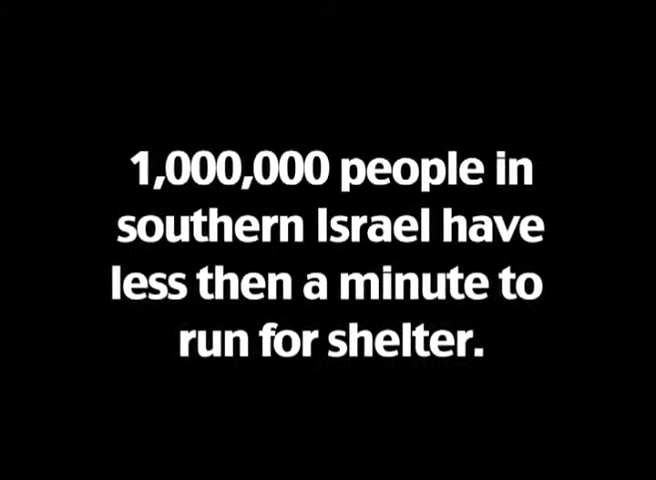 1,000,000 people in
southern Israel have
less then a minute to
run for shelter.